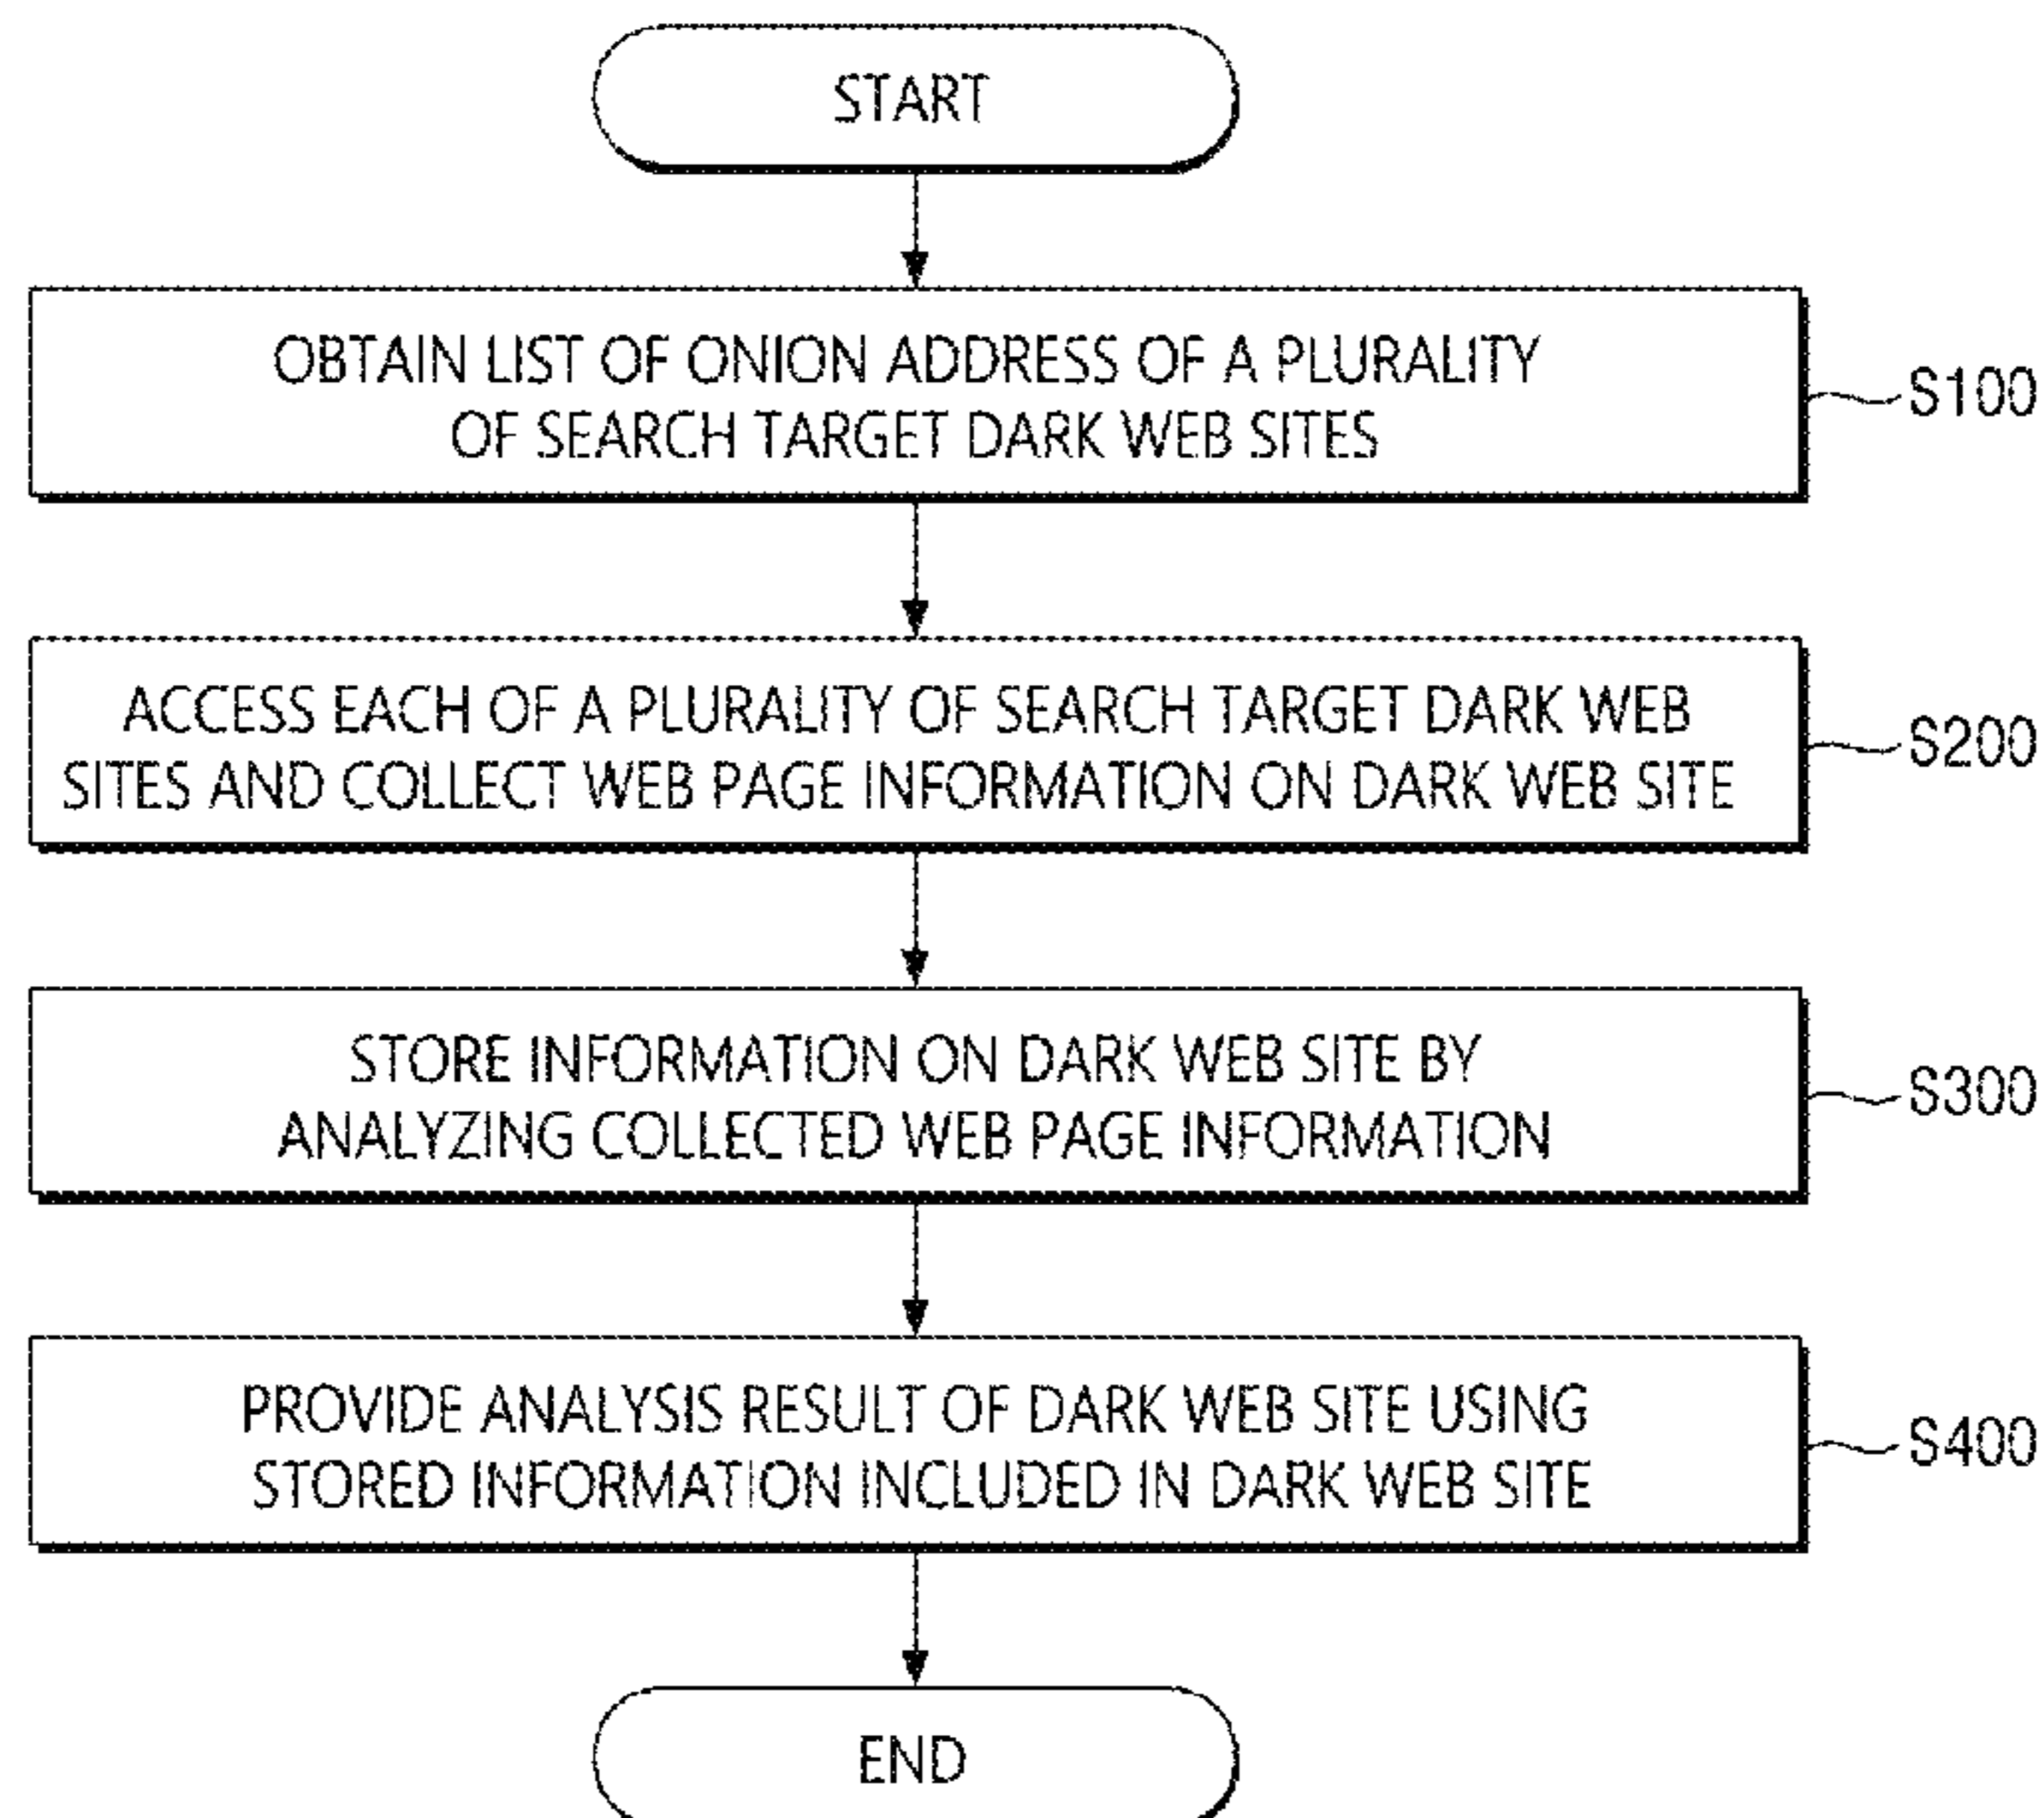 START
OBTAIN LIST OF ONION ADDRESS OF A PLURALITY
OF SEARCH TARGET DARK WEB SITES
S100
ACCESS EACH OF A PLURALITY OF SEARCH TARGET DARK WEB
SITES AND COLLECT WEB PAGE INFORMATION ON DARK WEB SITE
S200
STORE INFORMATION ON DARK WEB SITE BY
ANALYZING COLLECTED WEB PAGE INFORMATION
S300
PROVIDE ANALYSIS RESULT OF DARK WEB SITE USING
STORED INFORMATION INCLUDED IN DARK WEB SITE
S400
END